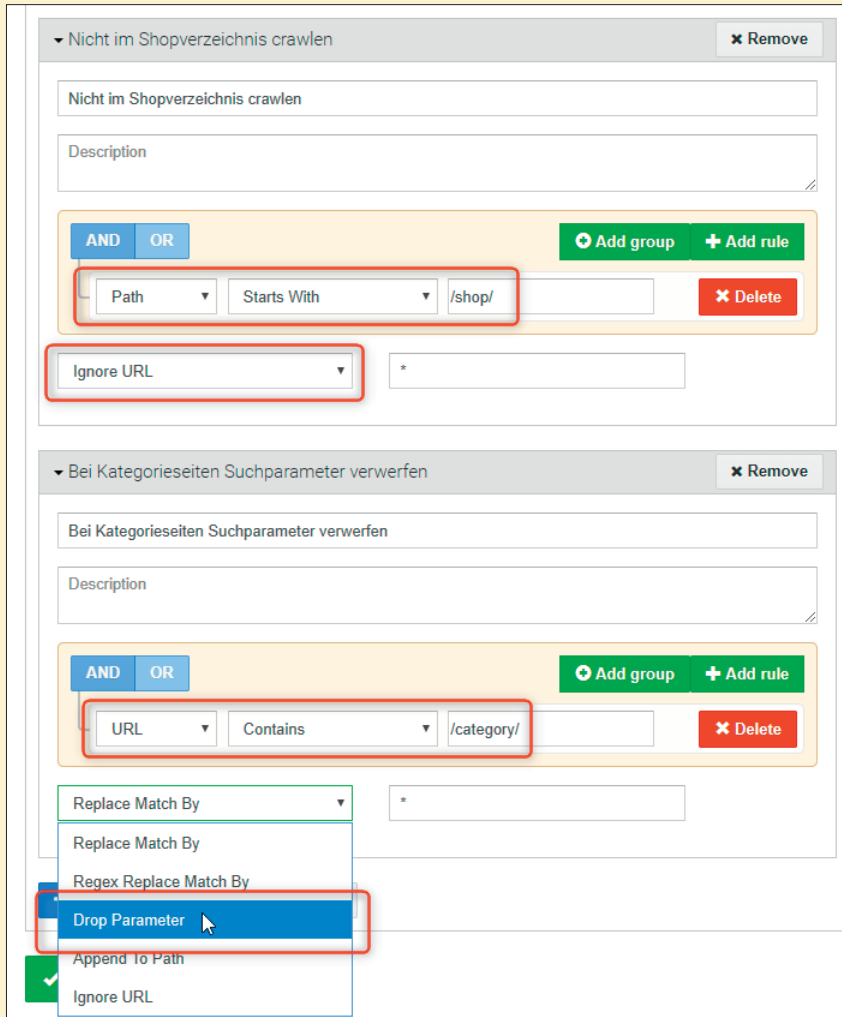 Nicht im Shopverzeichnis crawlen
Remove
Nicht im Shopverzeichnis crawlen
Description
AND OR Add group Add rule
Path Starts With /shop/ Delete
Ignore URL *
Bei Kategorieseiten Suchparameter verwerfen
Remove
Bei Kategorieseiten Suchparameter verwerfen
Description
AND OR Add group Add rule
URL Contains /category/ Delete
Replace Match By *
Replace Match By
Regex Replace Match By
Drop Parameter
Append To Path
Ignore URL